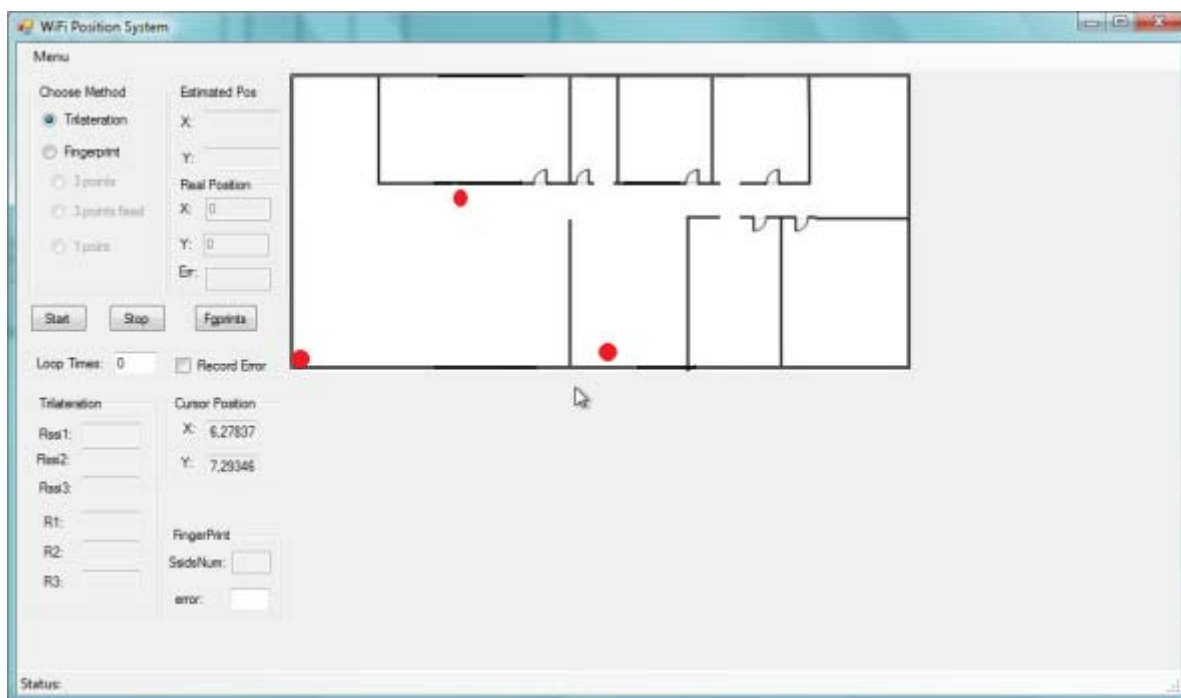 WiFi Position System
Menu
Choose Method
Trilateration
Fingerprint
3 points
3 points fixed
1 point
Estimated Pos
X:
Y:
Real Position
X: 0
Y: 0
Err:
Start
Stop
Fgprints
Loop Times: 0
Record Error
Trilateration
Rssi1:
Rssi2:
Rssi3:
R1:
R2:
R3:
Cursor Position
X: 6,27837
Y: 7,29346
FingerPrint
SsidsNum:
error:
Status: